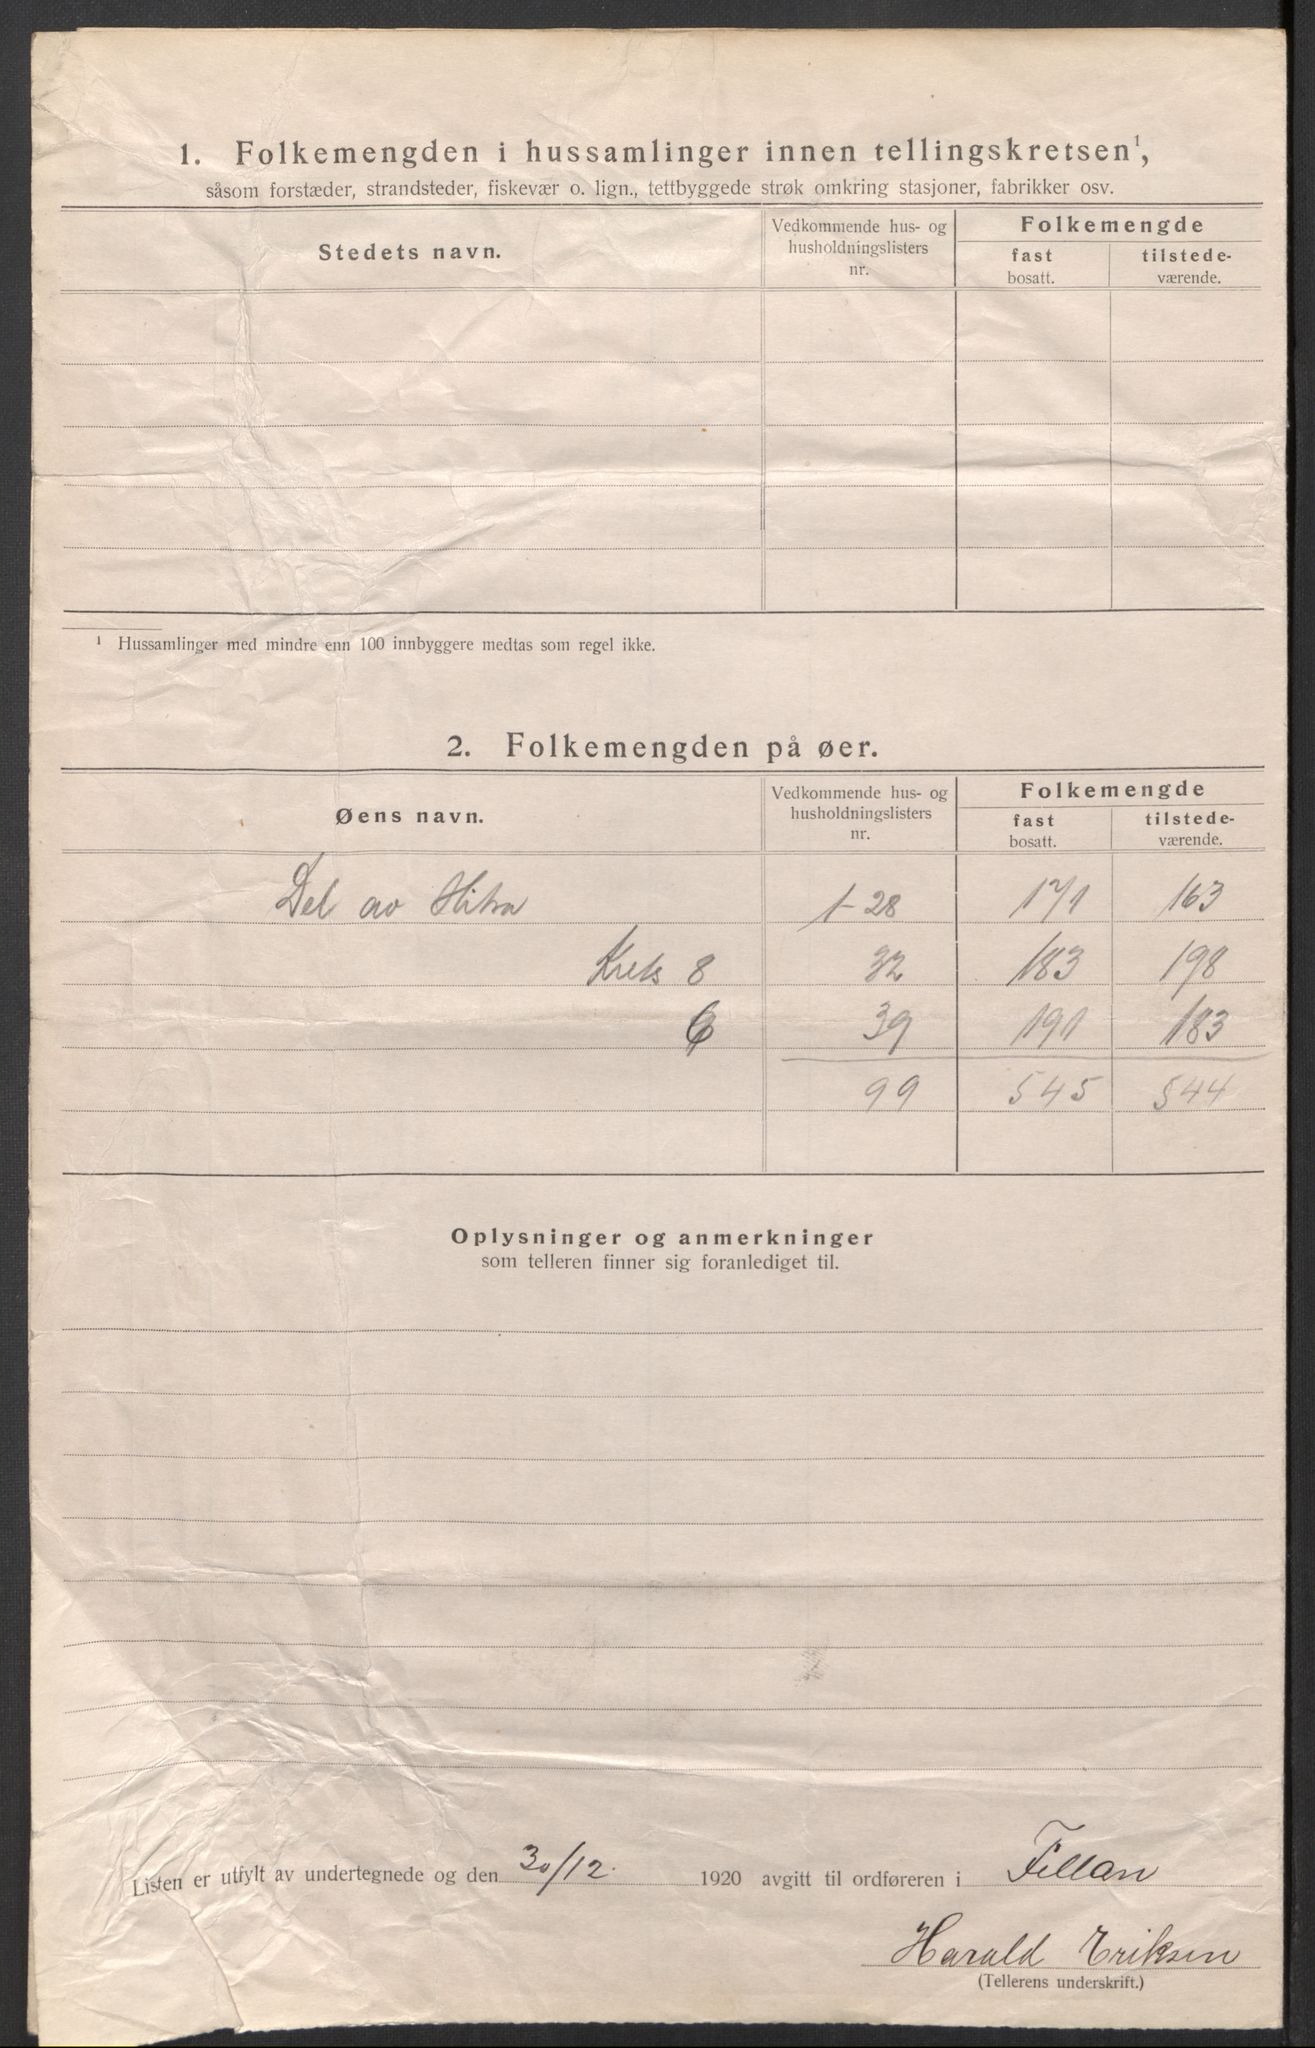 1. Folkemengden i hussamlinger innen tellingskretsen¹,
såsom forstæder, strandsteder, fiskevær o. lign., tettbyggede strøk omkring stasjoner, fabrikker osv.
Stedets navn.
Vedkommende hus- og
husholdningslisters
nr.
Folkemengde
fast
bosatt.
tilstede-
værende.
¹ Hussamlinger med mindre enn 100 innbyggere medtas som regel ikke.
2. Folkemengden på øer.
Øens navn.
Vedkommende hus- og
husholdningslisters
nr.
Folkemengde
fast
bosatt.
tilstede-
værende.
Del av Hitra 1-28 171 163
Krets 8 32 183 198
6 39 191 183
99 545 544
Oplysninger og anmerkninger
som telleren finner sig foranlediget til.
Listen er utfylt av undertegnede og den 30/12. 1920 avgitt til ordføreren i Fillan
Harald Eriksen
(Tellerens underskrift.)